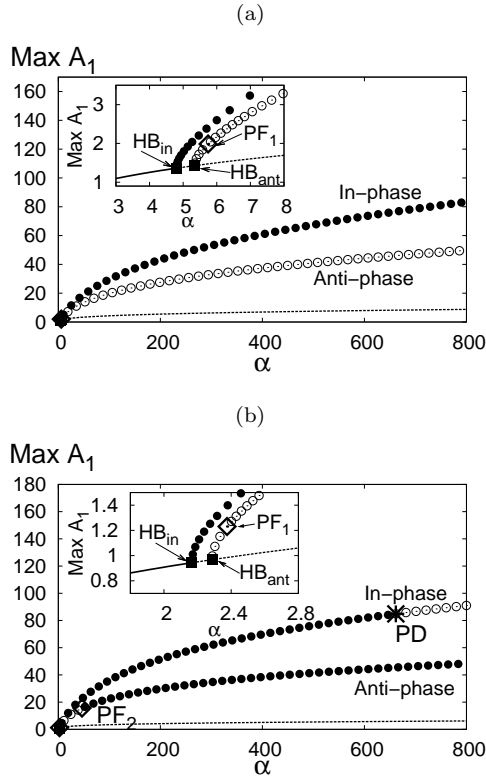 (a)
Max A1
160
140
120
100
80
60
40
20
0
0
200
400
600
800
α
Max A1
3
2
1
3
4
5
6
7
8
α
HBin
PF1
HBant
In-phase
Anti-phase
(b)
Max A1
180
160
140
120
100
80
60
40
20
0
0
200
400
600
800
α
Max A1
1.4
1.2
1
0.8
2
2.4
2.8
α
HBin
PF1
HBant
In-phase
PD
Anti-phase
PF2